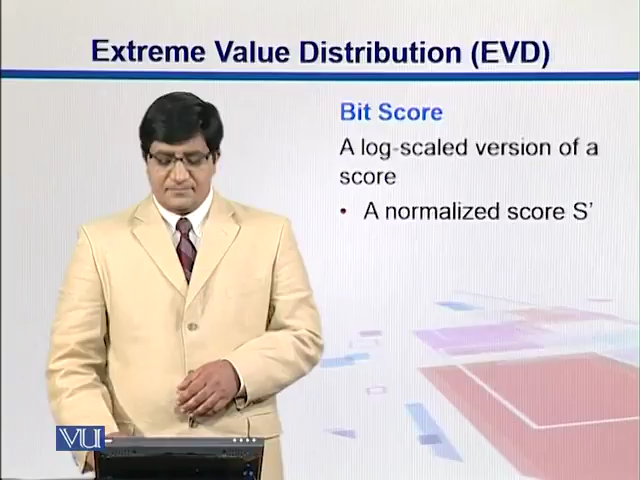 Extreme Value Distribution (EVD)
Bit Score
A log-scaled version of a
score
• A normalized score S’
VU